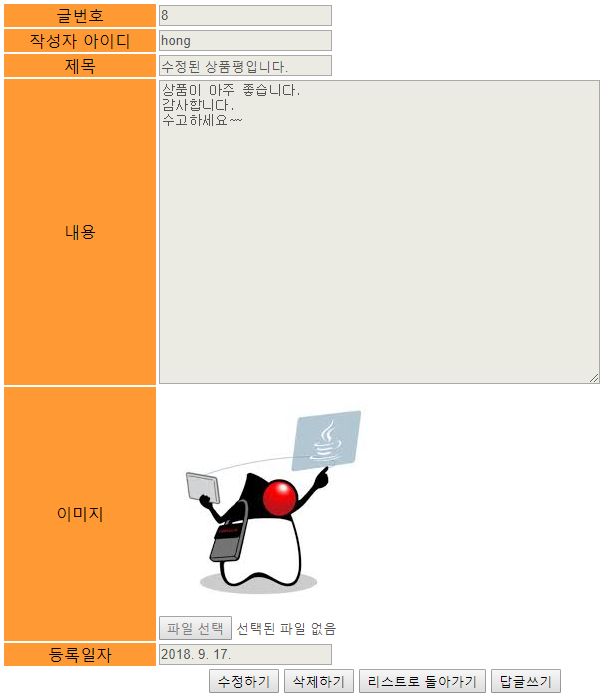 글번호 8
작성자 아이디 hong
제목 수정된 상품평입니다.
상품이 아주 좋습니다.
감사합니다.
수고하세요~~
내용
이미지
파일 선택 선택된 파일 없음
등록일자 2018. 9. 17.
수정하기 삭제하기 리스트로 돌아가기 답글쓰기